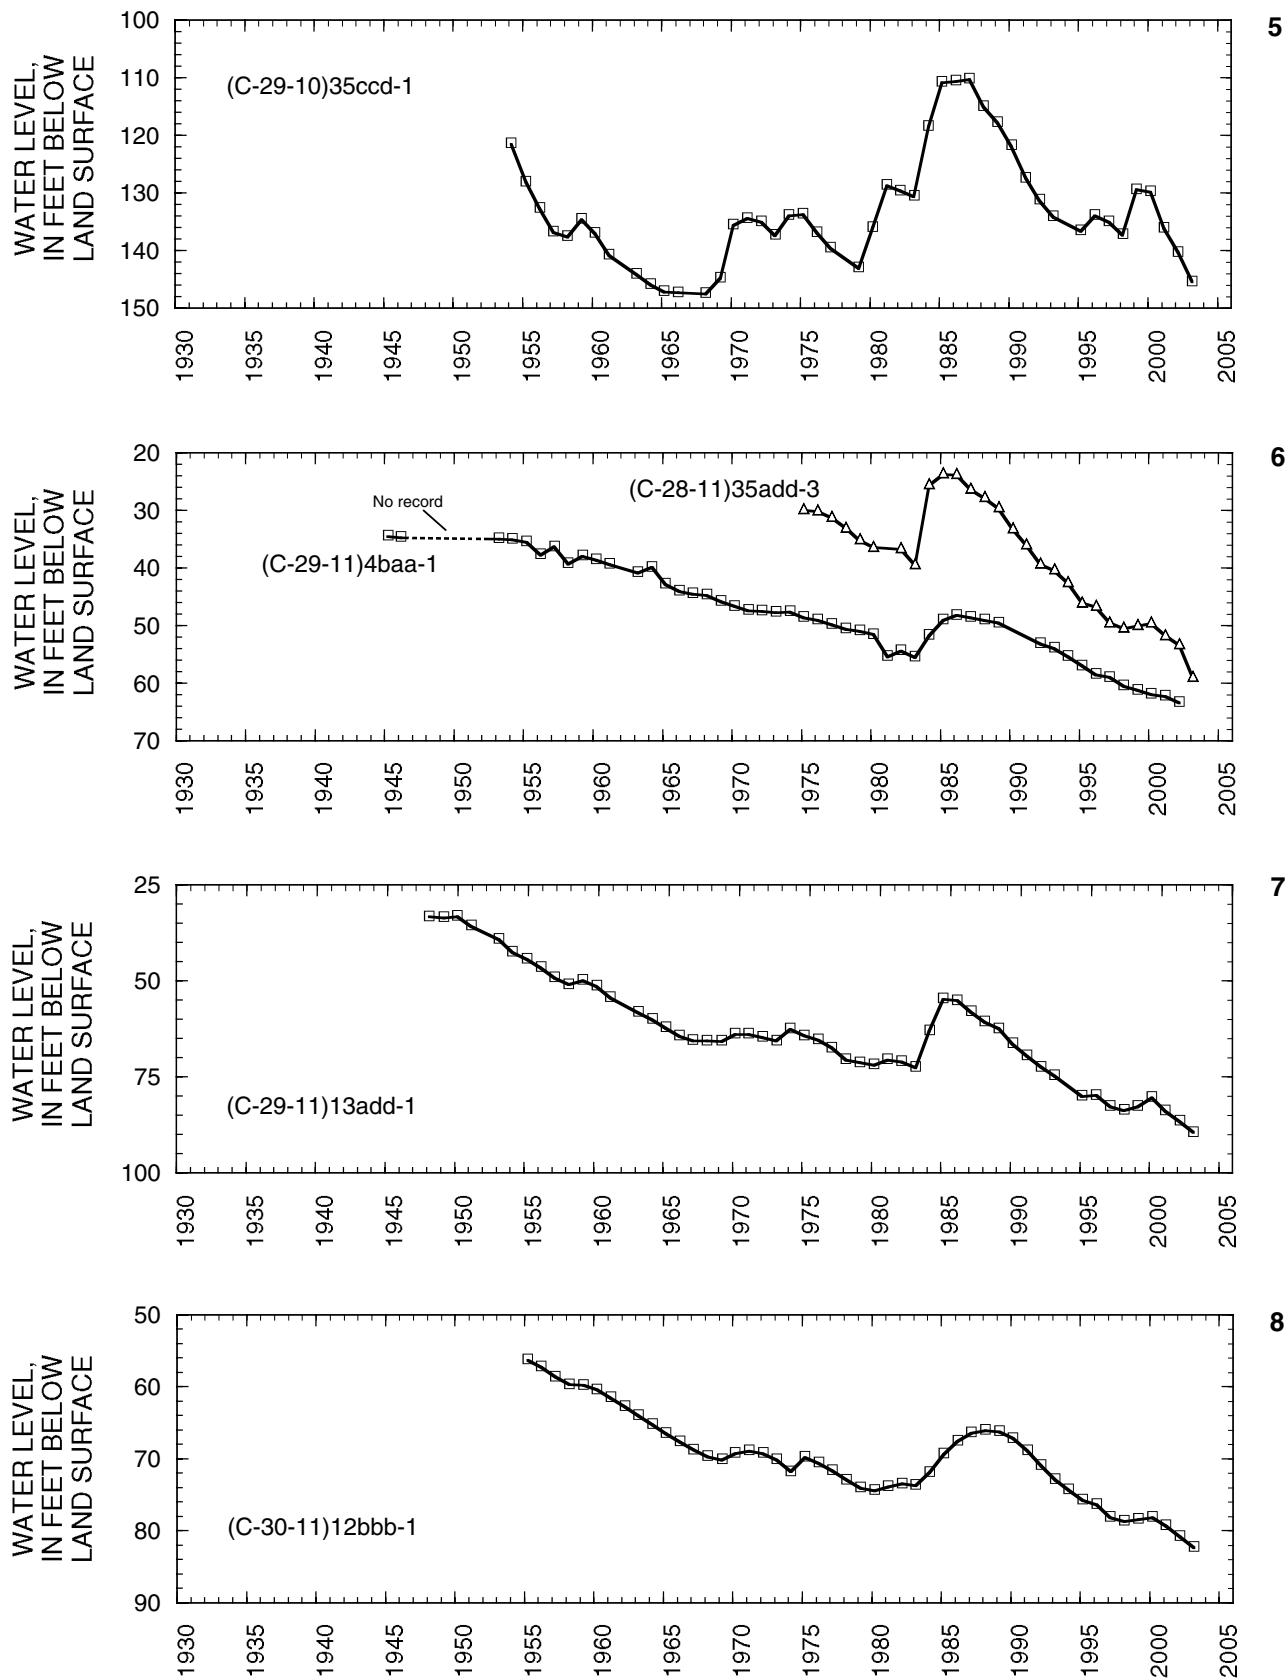 5
WATER LEVEL,
IN FEET BELOW
LAND SURFACE
100
110
120
130
140
150
(C-29-10)35ccd-1
1930 1935 1940 1945 1950 1955 1960 1965 1970 1975 1980 1985 1990 1995 2000 2005
6
WATER LEVEL,
IN FEET BELOW
LAND SURFACE
20
30
40
50
60
70
(C-28-11)35add-3
No record
(C-29-11)4baa-1
1930 1935 1940 1945 1950 1955 1960 1965 1970 1975 1980 1985 1990 1995 2000 2005
7
WATER LEVEL,
IN FEET BELOW
LAND SURFACE
25
50
75
100
(C-29-11)13add-1
1930 1935 1940 1945 1950 1955 1960 1965 1970 1975 1980 1985 1990 1995 2000 2005
8
WATER LEVEL,
IN FEET BELOW
LAND SURFACE
50
60
70
80
90
(C-30-11)12bbb-1
1930 1935 1940 1945 1950 1955 1960 1965 1970 1975 1980 1985 1990 1995 2000 2005